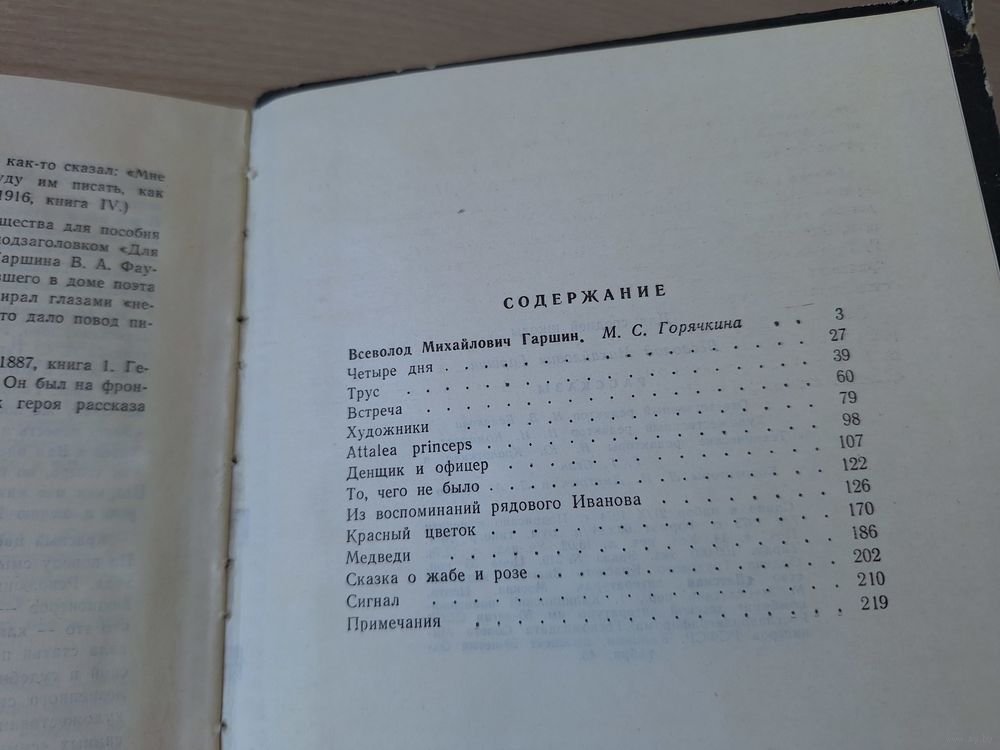 как-то сказал: «Мне
уду им писать, как
1916, книга IV.)
щества для пособия
одзаголовком «Для
аршина В. А. Фау-
вшего в доме поэта
ирал глазами «не-
то дало повод пи-
1887, книга 1. Ге-
Он был на фрон-
к героя рассказа
СОДЕРЖАНИЕ
Всеволод Михайлович Гаршин. М. С. Горячкина . . 3
Четыре дня . . . . . . . . . . . . . . . . 27
Трус . . . . . . . . . . . . . . . . . . 39
Встреча . . . . . . . . . . . . . . . . . 60
Художники . . . . . . . . . . . . . . . . 79
Attalea princeps . . . . . . . . . . . . . . 98
Денщик и офицер . . . . . . . . . . . . . 107
То, чего не было . . . . . . . . . . . . . . 122
Из воспоминаний рядового Иванова . . . . . . . 126
Красный цветок . . . . . . . . . . . . . . 170
Медведи . . . . . . . . . . . . . . . . . 186
Сказка о жабе и розе . . . . . . . . . . . . 202
Сигнал . . . . . . . . . . . . . . . . . 210
Примечания . . . . . . . . . . . . . . . 219